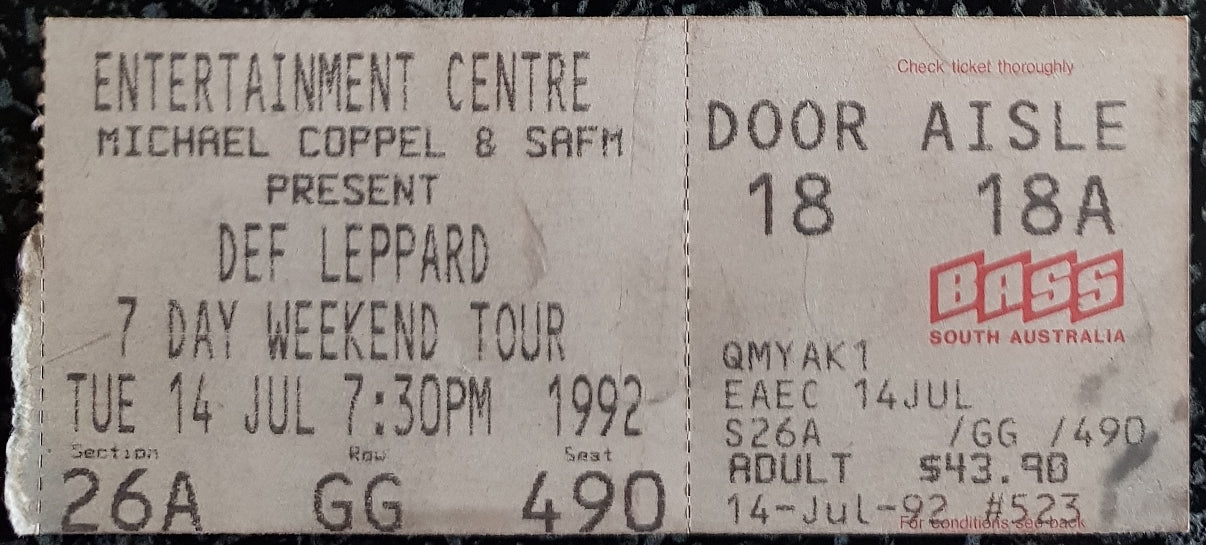 ENTERTAINMENT CENTRE
MICHAEL COPPEL & SAFM
PRESENT
DEF LEPPARD
7 DAY WEEKEND TOUR
TUE 14 JUL 7:30PM 1992
Section Row Seat
26A GG 490
Check ticket thoroughly
DOOR AISLE
18 18A
BASS
SOUTH AUSTRALIA
QMYAK1
EAEC 14JUL
S26A /GG /490
ADULT $43.90
14-Jul-92 #523
For conditions see back